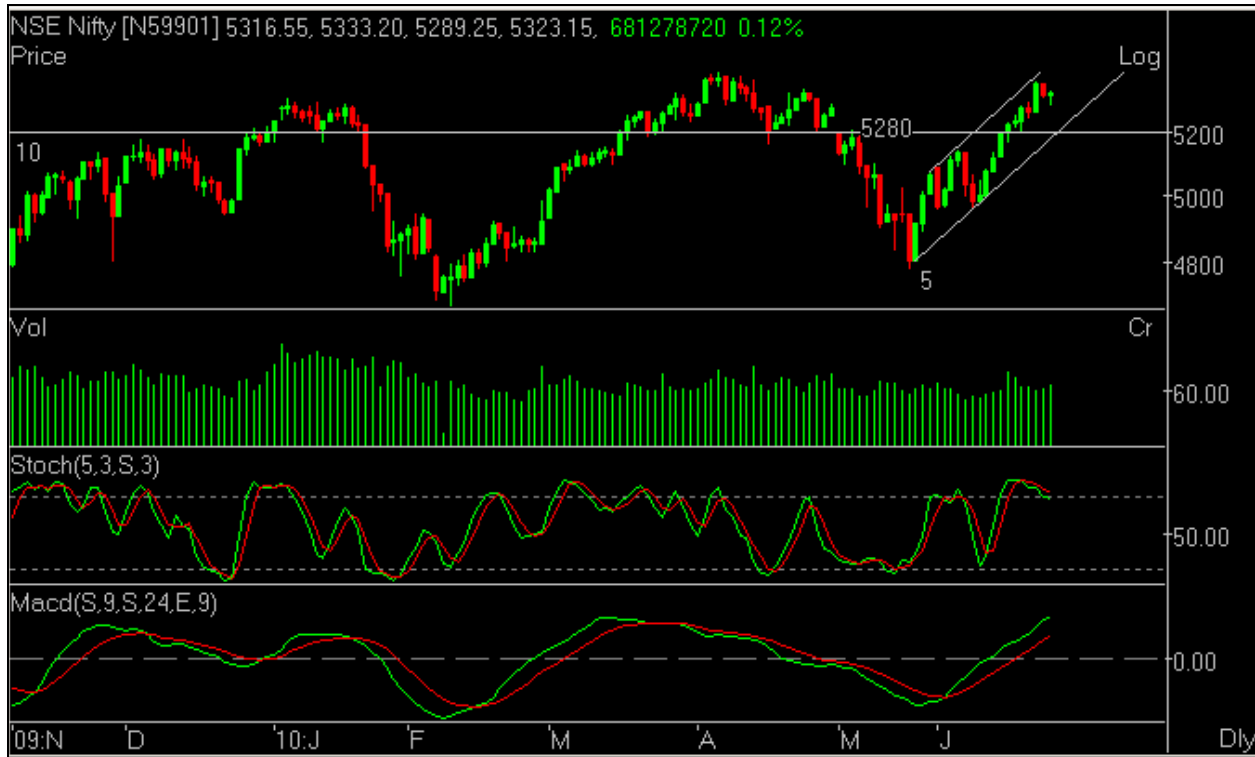 NSE Nifty [N59901] 5316.55, 5333.20, 5289.25, 5323.15, 681278720 0.12%
Price Log
5280 5200
10
5000
4800
5
Vol Cr
60.00
Stoch(5,3,S,3)
50.00
Macd(S,9,S,24,E,9)
0.00
'09:N 'D '10:J 'F 'M 'A 'M 'J Dly